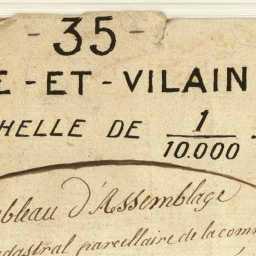 - 35 -
E - ET - VILAIN
HELLE DE 1/10.000
bleau d'Assemblage
adastral parcellaire de la comm